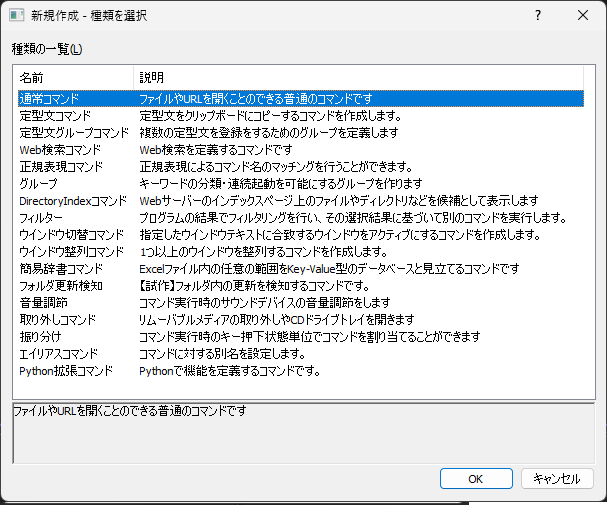 新規作成 - 種類を選択
種類の一覧(L)
名前 説明
通常コマンド ファイルやURLを開くことのできる普通のコマンドです
定型文コマンド 定型文をクリップボードにコピーするコマンドを作成します。
定型文グループコマンド 複数の定型文を登録をするためのグループを定義します
Web検索コマンド Web検索を定義するコマンドです
正規表現コマンド 正規表現によるコマンド名のマッチングを行うことができます。
グループ キーワードの分類・連続起動を可能にするグループを作ります
DirectoryIndexコマンド Webサーバーのインデックスページ上のファイルやディレクトリなどを候補として表示します
フィルター プログラムの結果でフィルタリングを行い、その選択結果に基づいて別のコマンドを実行します。
ウインドウ切替コマンド 指定したウインドウテキストに合致するウインドウをアクティブにするコマンドを作成します。
ウインドウ整列コマンド 1つ以上のウインドウを整列するコマンドを作成します。
簡易辞書コマンド Excelファイル内の任意の範囲をKey-Value型のデータベースと見立てるコマンドです
フォルダ更新検知 【試作】フォルダ内の更新を検知するコマンドです。
音量調節 コマンド実行時のサウンドデバイスの音量調節をします
取り外しコマンド リムーバブルメディアの取り外しやCDドライブトレイを開きます
振り分け コマンド実行時のキー押下状態単位でコマンドを割り当てることができます
エイリアスコマンド コマンドに対する別名を設定します。
Python拡張コマンド Pythonで機能を定義するコマンドです。
ファイルやURLを開くことのできる普通のコマンドです
OK キャンセル